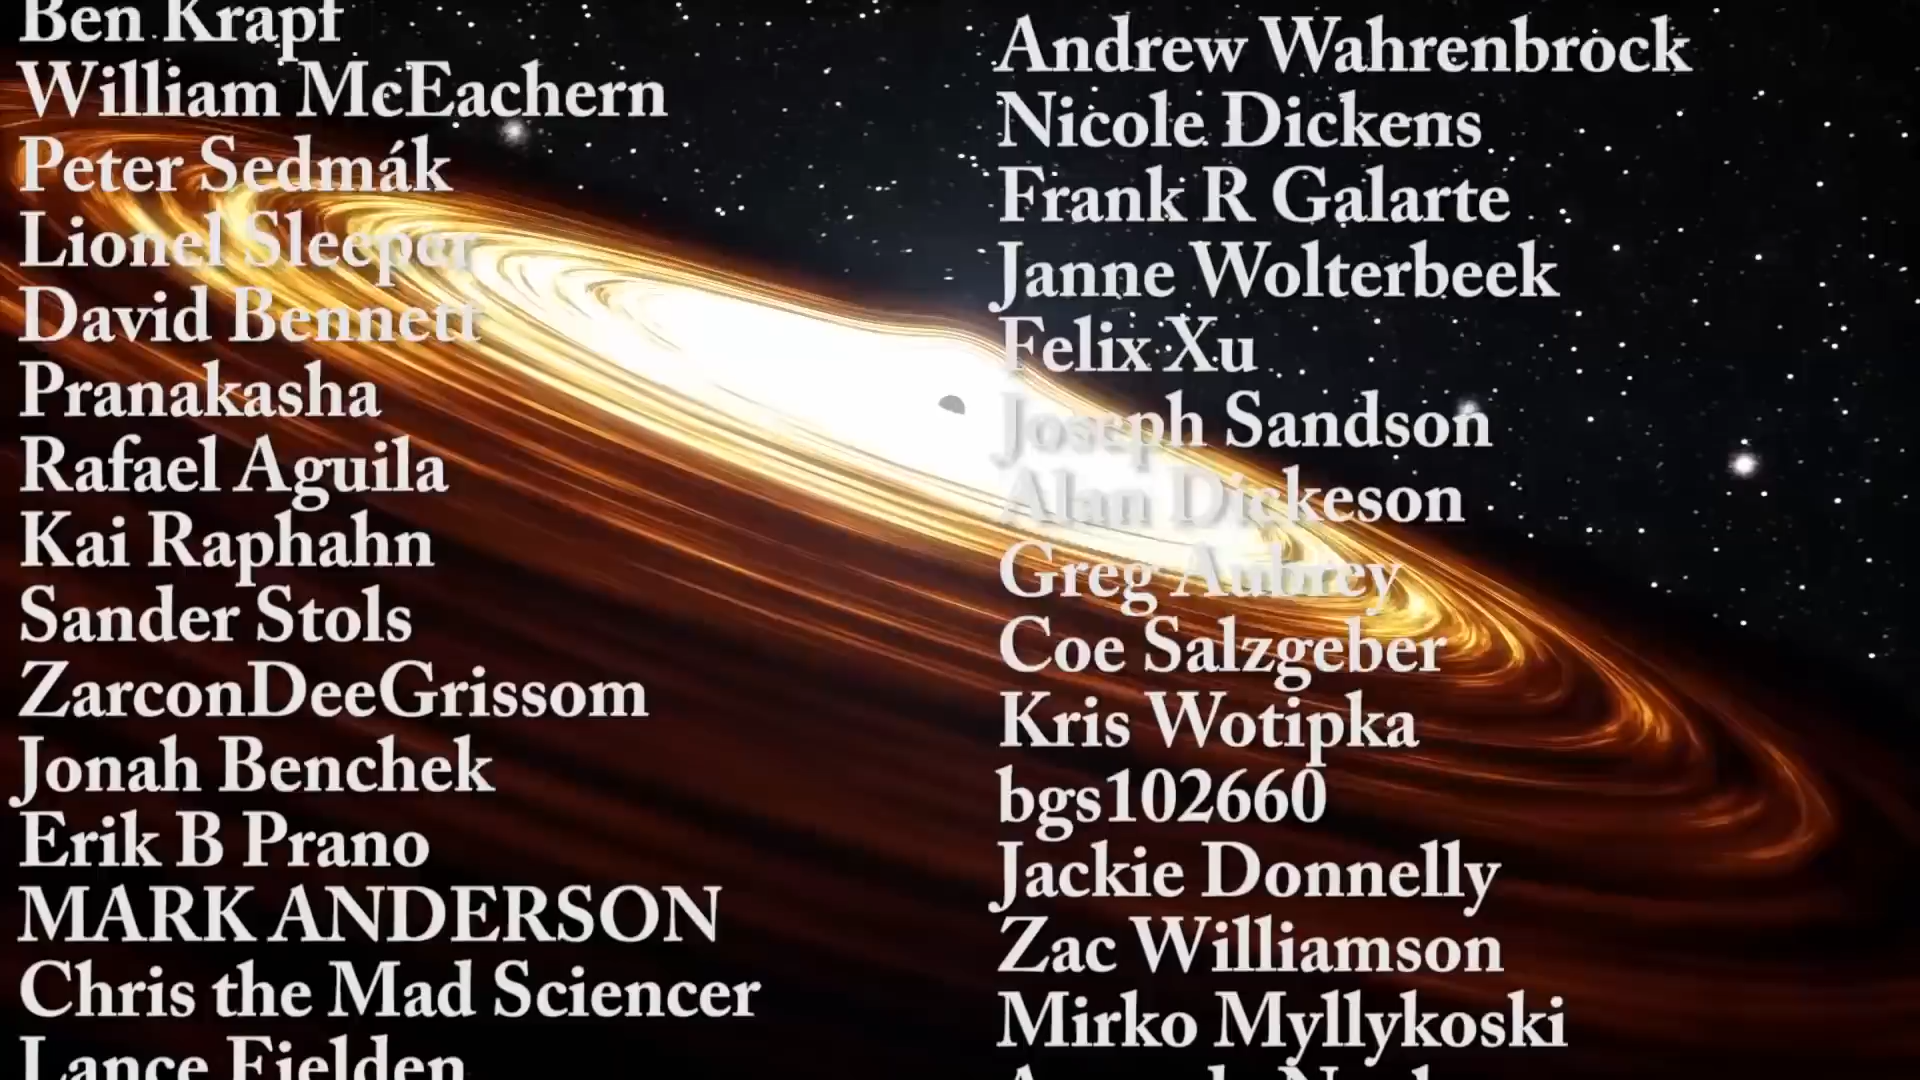 Ben Krapf
William McEachern
Peter Sedmák
Lionel Sleeper
David Bennett
Pranakasha
Rafael Aguila
Kai Raphahn
Sander Stols
ZarconDeeGrissom
Jonah Benchek
Erik B Prano
MARK ANDERSON
Chris the Mad Sciencer
Lance Fielden
Andrew Wahrenbrock
Nicole Dickens
Frank R Galarte
Janne Wolterbeek
Felix Xu
Joseph Sandson
Alan Dickeson
Greg Aubrey
Coe Salzgeber
Kris Wotipka
bgs102660
Jackie Donnelly
Zac Williamson
Mirko Myllykoski